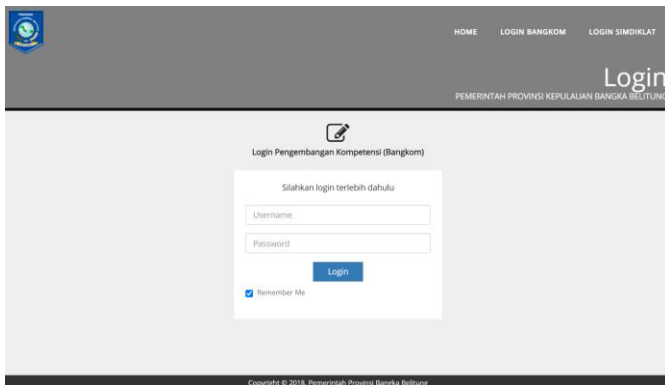 HOME LOGIN BANGKOM LOGIN SIMDIKLAT
Login
PEMERINTAH PROVINSI KEPULAUAN BANGKA BELITUNG
Login Pengembangan Kompetensi (Bangkom)
Silahkan login terlebih dahulu
Username
Password
Login
Remember Me
Copyright © 2018. Pemerintah Provinsi Bangka Belitung